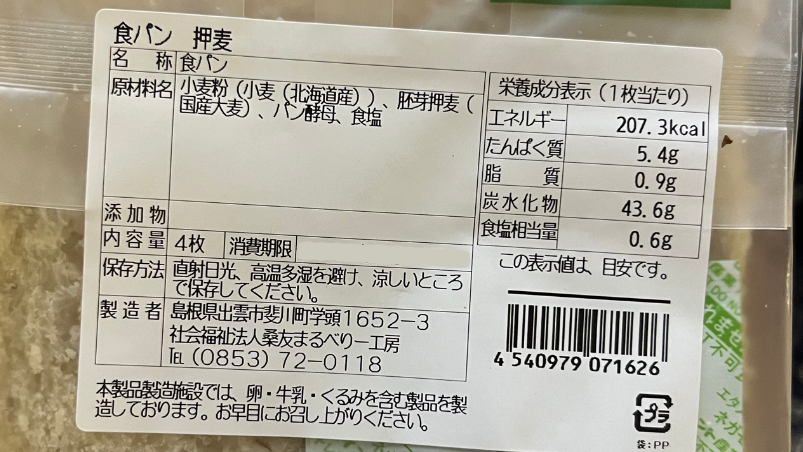 食パン 押麦
名 称 食パン
原材料名 小麦粉（小麦（北海道産））、胚芽押麦（
国産大麦）、パン酵母、食塩
添加物
内容量 4枚 消費期限
保存方法 直射日光、高温多湿を避け、涼しいところ
で保存してください。
製造者 島根県出雲市斐川町学頭1652-3
社会福祉法人桑友まるべりー工房
TEL（0853）72-0118
本製品製造施設では、卵・牛乳・くるみを含む製品を製
造しております。お早目にお召し上がりください。
栄養成分表示（1枚当たり）
エネルギー 207.3kcal
たんぱく質 5.4g
脂 質 0.9g
炭水化物 43.6g
食塩相当量 0.6g
この表示値は、目安です。
4 540979 071626
プラ
袋:PP